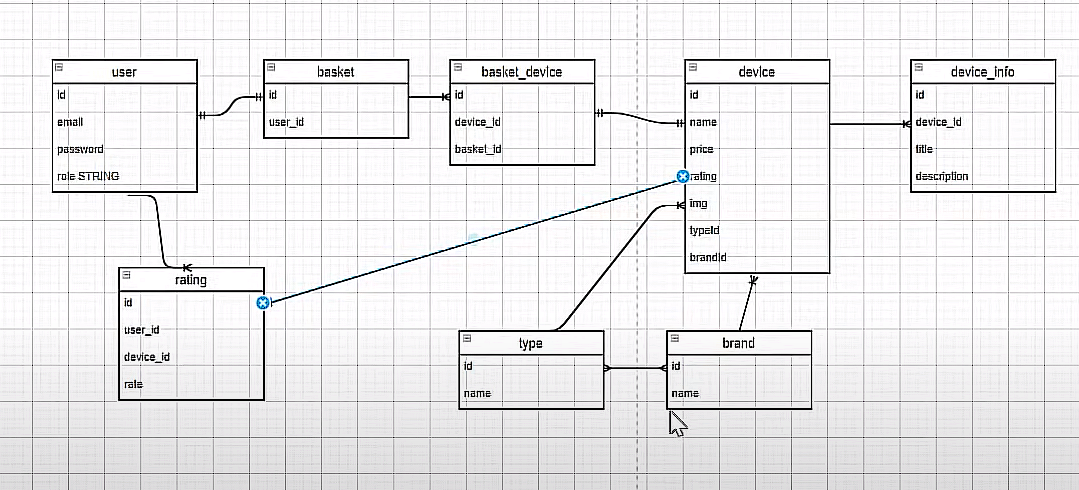 user
id
email
password
role STRING
basket
id
user_id
basket_device
id
device_id
basket_id
device
id
name
price
rating
img
typeId
brandId
device_info
id
device_id
title
description
rating
id
user_id
device_id
rate
type
id
name
brand
id
name